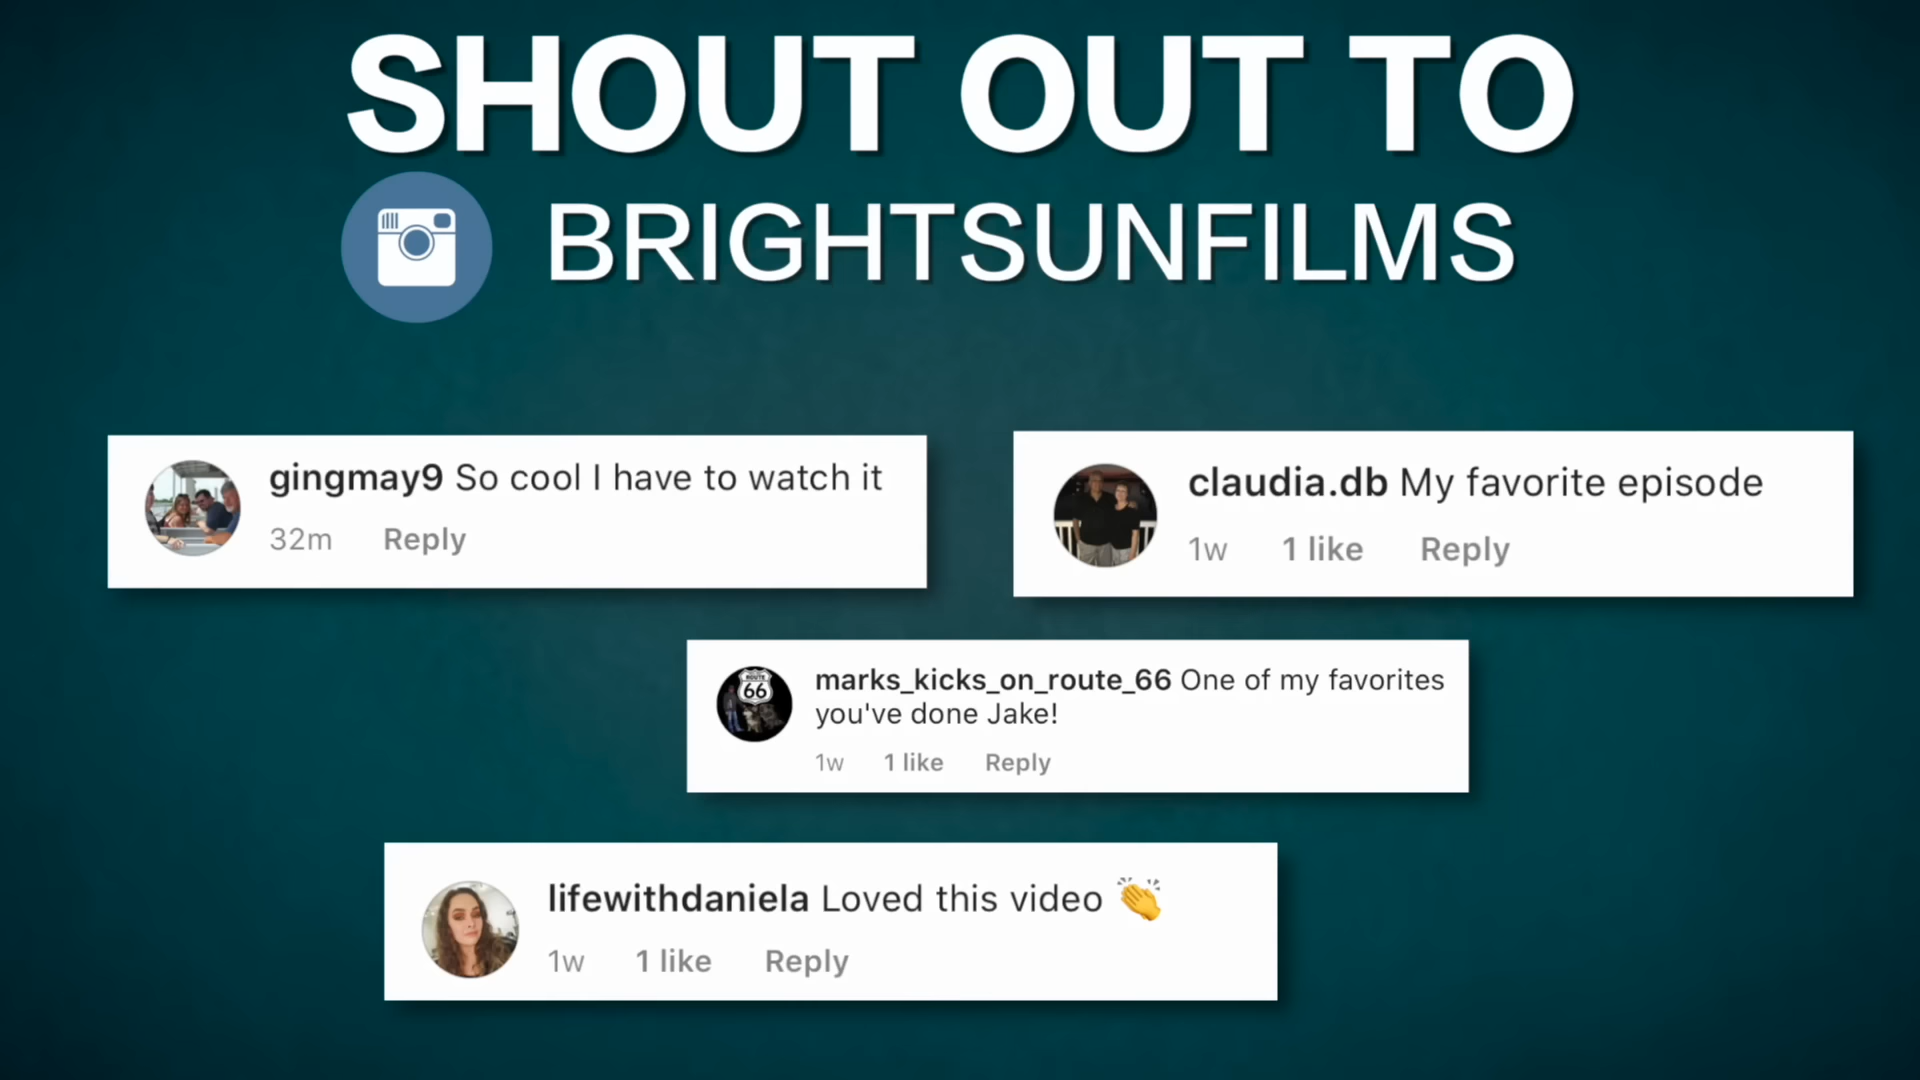 SHOUT OUT TO
BRIGHTSUNFILMS
gingmay9 So cool I have to watch it
32m Reply
claudia.db My favorite episode
1w 1 like Reply
ROUTE
66
marks_kicks_on_route_66 One of my favorites
you've done Jake!
1w 1 like Reply
lifewithdaniela Loved this video 👏
1w 1 like Reply